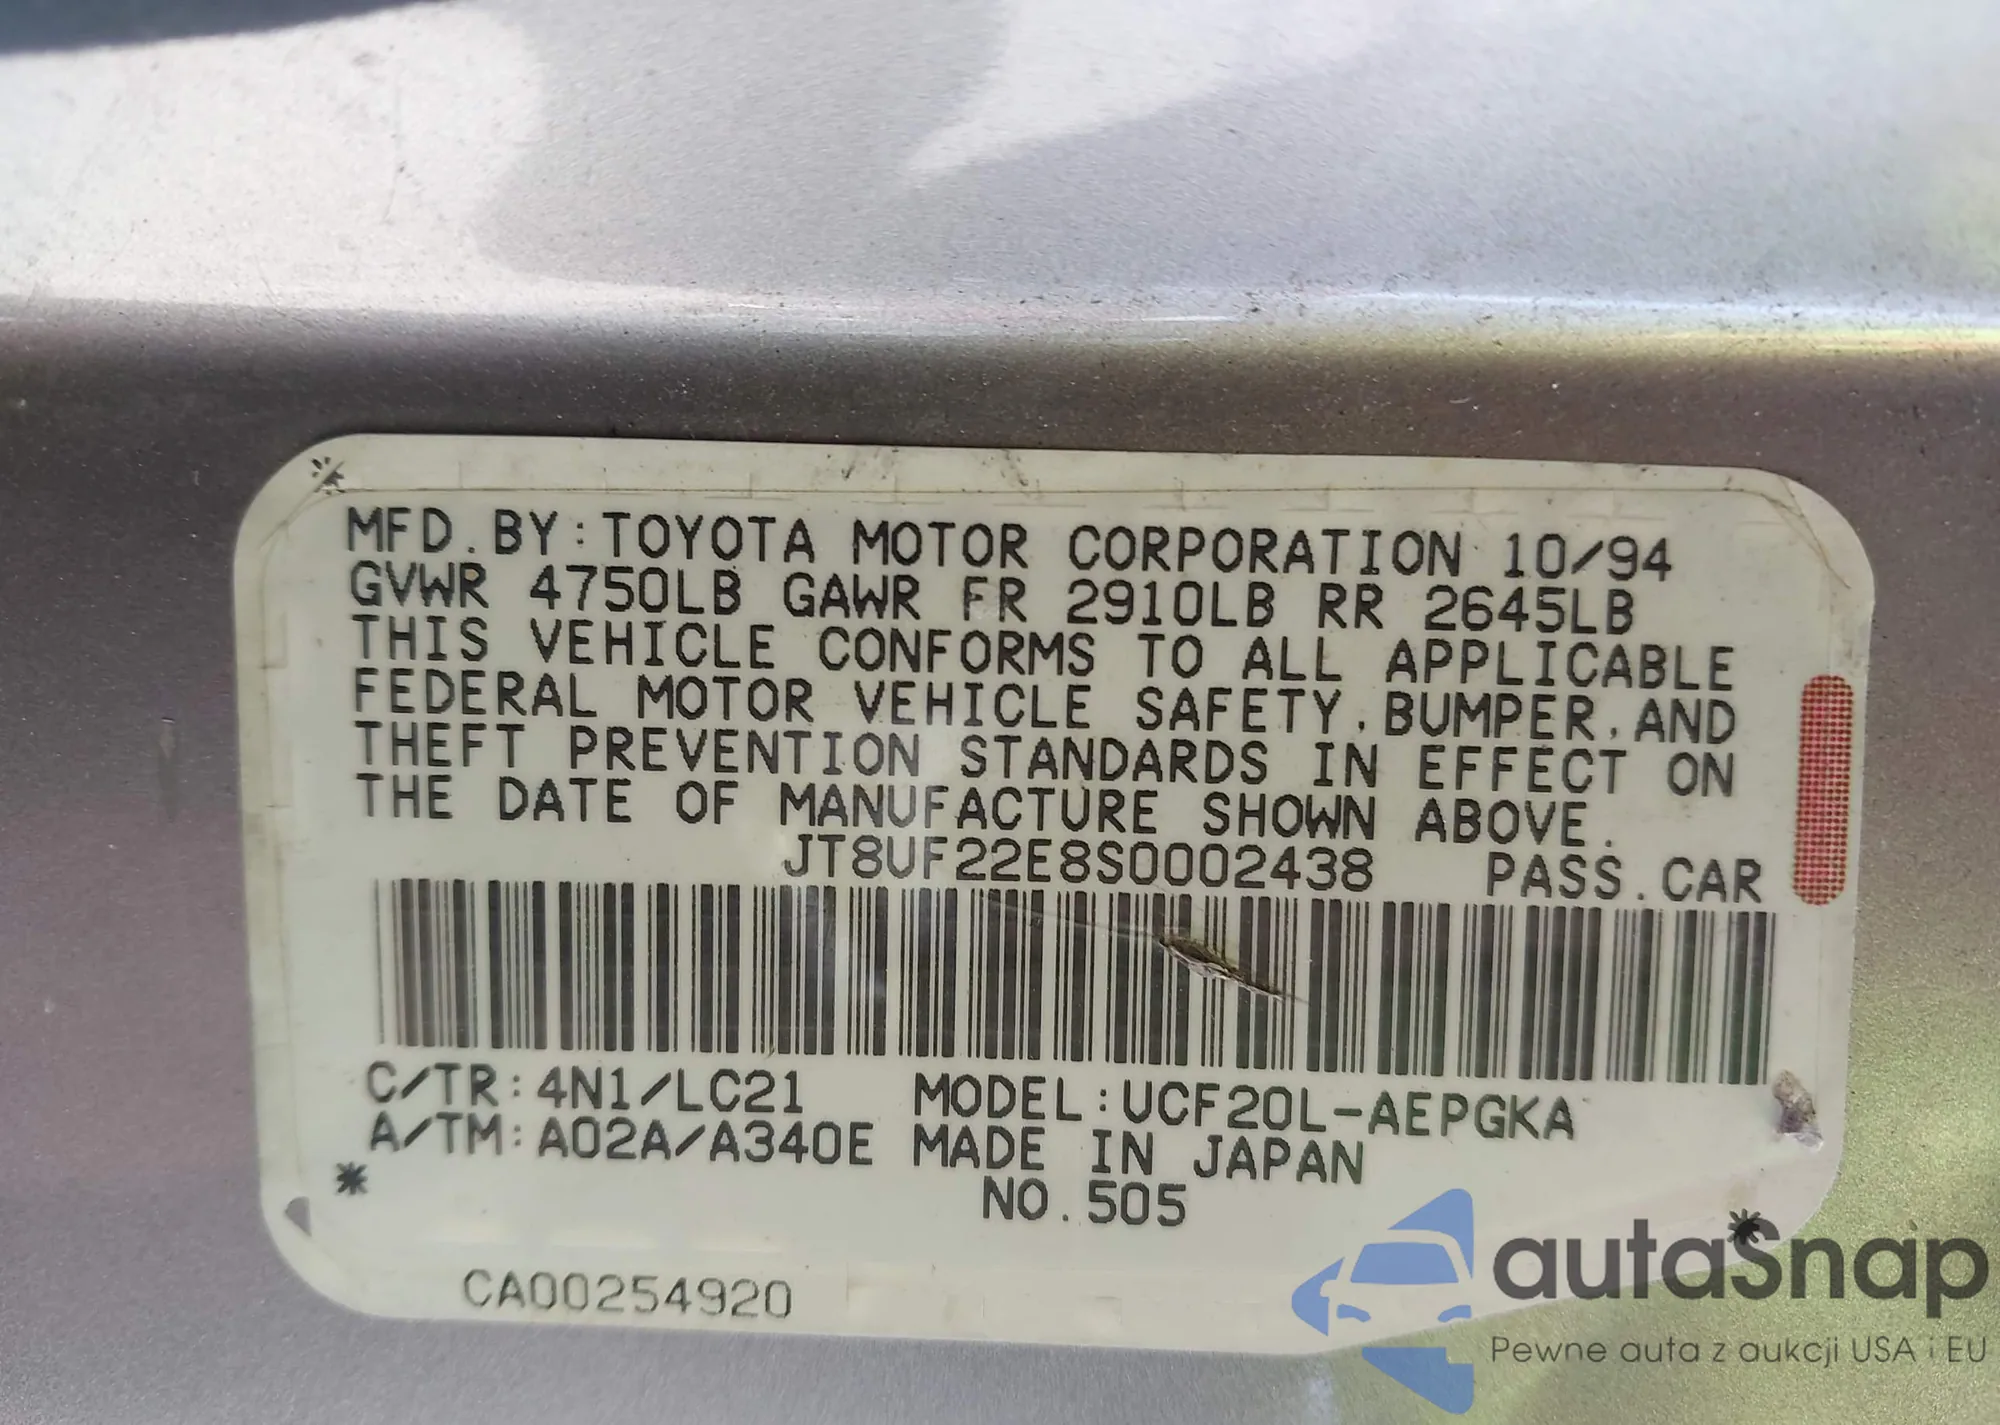 MFD.BY:TOYOTA MOTOR CORPORATION 10/94
GVWR 4750LB GAWR FR 2910LB RR 2645LB
THIS VEHICLE CONFORMS TO ALL APPLICABLE
FEDERAL MOTOR VEHICLE SAFETY,BUMPER,AND
THEFT PREVENTION STANDARDS IN EFFECT ON
THE DATE OF MANUFACTURE SHOWN ABOVE.
JT8UF22E8S0002438 PASS.CAR
C/TR:4N1/LC21 MODEL:UCF20L-AEPGKA
A/TM:A02A/A340E MADE IN JAPAN
NO.505
CA00254920
autaSnap
Pewne auta z aukcji USA i EU